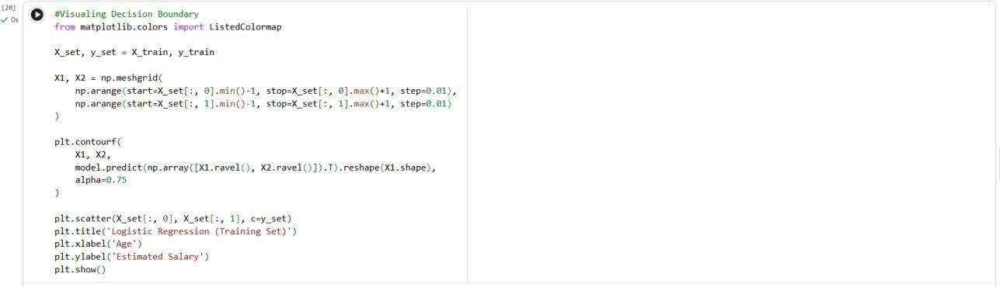 [20]
0s
#Visualing Decision Boundary
from matplotlib.colors import ListedColormap
X_set, y_set = X_train, y_train
X1, X2 = np.meshgrid(
    np.arange(start=X_set[:, 0].min()-1, stop=X_set[:, 0].max()+1, step=0.01),
    np.arange(start=X_set[:, 1].min()-1, stop=X_set[:, 1].max()+1, step=0.01)
)
plt.contourf(
    X1, X2,
    model.predict(np.array([X1.ravel(), X2.ravel()]).T).reshape(X1.shape),
    alpha=0.75
)
plt.scatter(X_set[:, 0], X_set[:, 1], c=y_set)
plt.title('Logistic Regression (Training Set)')
plt.xlabel('Age')
plt.ylabel('Estimated Salary')
plt.show()